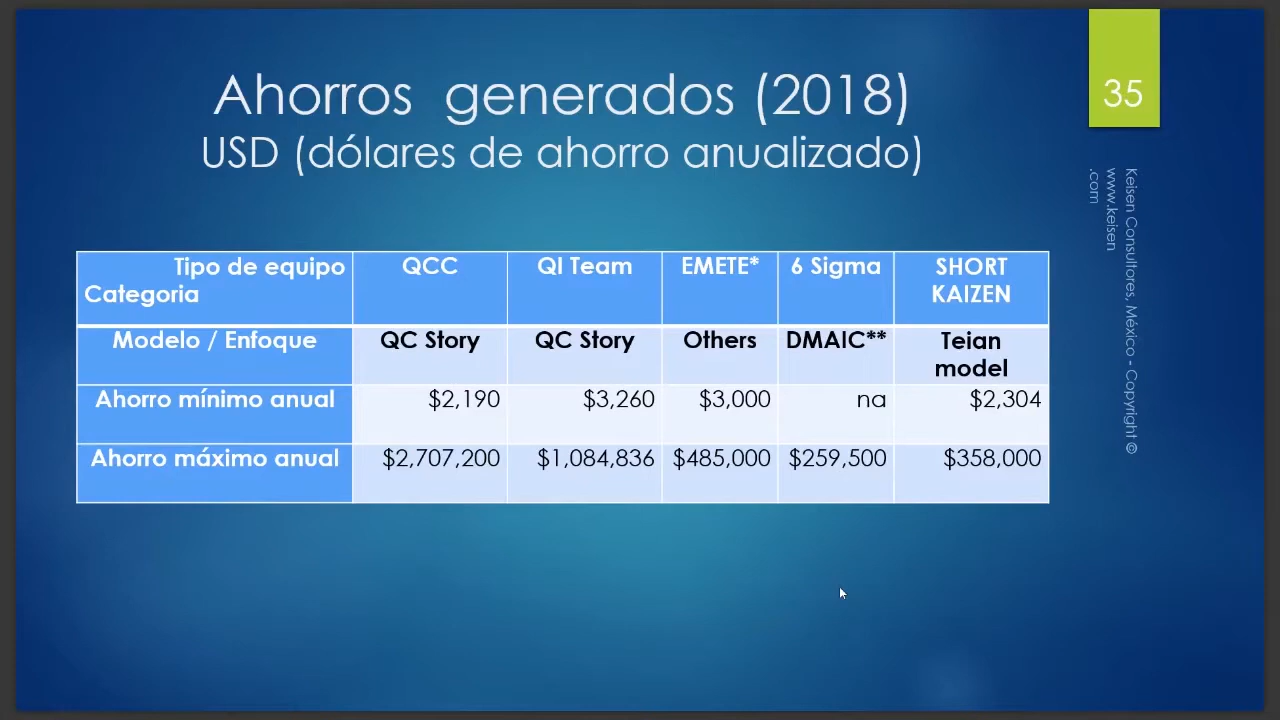 Ahorros generados (2018)
USD (dólares de ahorro anualizado)
35
Keisen Consultores, México - Copyright ©
www.keisen
.com
Tipo de equipo
Categoria
QCC
QI Team
EMETE*
6 Sigma
SHORT
KAIZEN
Modelo / Enfoque
QC Story
QC Story
Others
DMAIC**
Teian
model
Ahorro mínimo anual
$2,190
$3,260
$3,000
na
$2,304
Ahorro máximo anual
$2,707,200
$1,084,836
$485,000
$259,500
$358,000